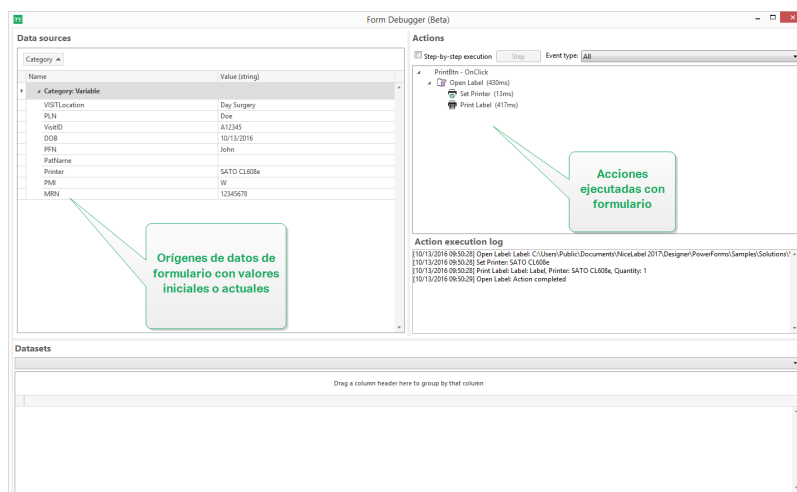 Form Debugger (Beta)
Data sources
Category
Name Value (string)
Category: Variable
VISITLocation Day Surgery
PLN Doe
VisitID A12345
DOB 10/13/2016
PFN John
PatName
Printer SATO CL608e
PMI W
MRN 12345678
Orígenes de datos de
formulario con valores
iniciales o actuales
Actions
Step-by-step execution Step Event type: All
PrintBtn - OnClick
Open Label (430ms)
Set Printer (13ms)
Print Label (417ms)
Acciones
ejecutadas con
formulario
Action execution log
[10/13/2016 09:50:28] Open Label: Label: C:\Users\Public\Documents\NiceLabel 2017\Designer\PowerForms\Samples\Solutions\
[10/13/2016 09:50:28] Set Printer: SATO CL608e
[10/13/2016 09:50:28] Print Label: Label: Label, Printer: SATO CL608e, Quantity: 1
[10/13/2016 09:50:29] Open Label: Action completed
Datasets
Drag a column header here to group by that column